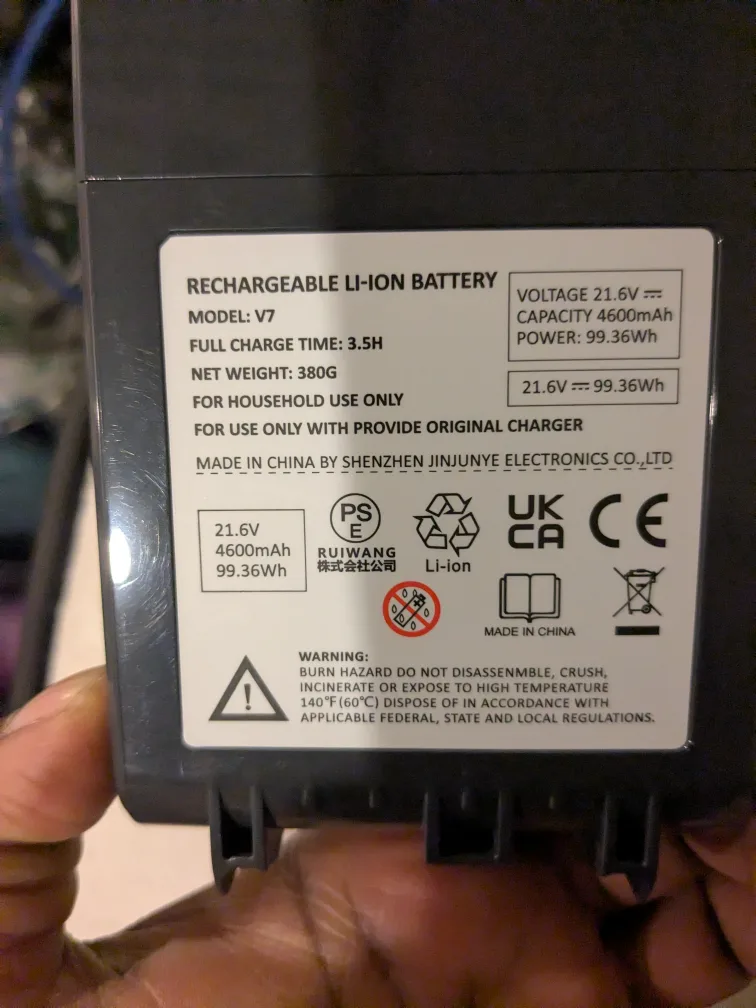 RECHARGEABLE LI-ION BATTERY
MODEL: V7
FULL CHARGE TIME: 3.5H
NET WEIGHT: 380G
FOR HOUSEHOLD USE ONLY
FOR USE ONLY WITH PROVIDE ORIGINAL CHARGER
VOLTAGE 21.6V ⎓
CAPACITY 4600mAh
POWER: 99.36Wh
21.6V ⎓ 99.36Wh
MADE IN CHINA BY SHENZHEN JINJUNYE ELECTRONICS CO.,LTD
21.6V
4600mAh
99.36Wh
PS
E
RUIWANG
株式会社公司
Li-ion
UK
CA
CE
MADE IN CHINA
WARNING:
BURN HAZARD DO NOT DISASSENMBLE, CRUSH,
INCINERATE OR EXPOSE TO HIGH TEMPERATURE
140°F(60℃) DISPOSE OF IN ACCORDANCE WITH
APPLICABLE FEDERAL, STATE AND LOCAL REGULATIONS.